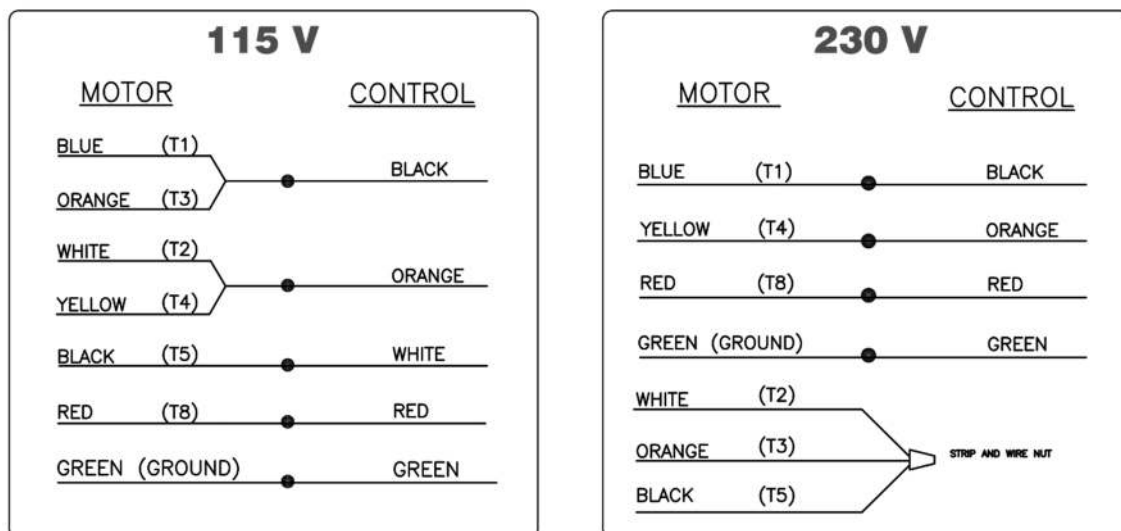 115 V
MOTOR CONTROL
BLUE (T1)
BLACK
ORANGE (T3)
WHITE (T2)
ORANGE
YELLOW (T4)
BLACK (T5) WHITE
RED (T8) RED
GREEN (GROUND) GREEN
230 V
MOTOR CONTROL
BLUE (T1) BLACK
YELLOW (T4) ORANGE
RED (T8) RED
GREEN (GROUND) GREEN
WHITE (T2)
ORANGE (T3) STRIP AND WIRE NUT
BLACK (T5)